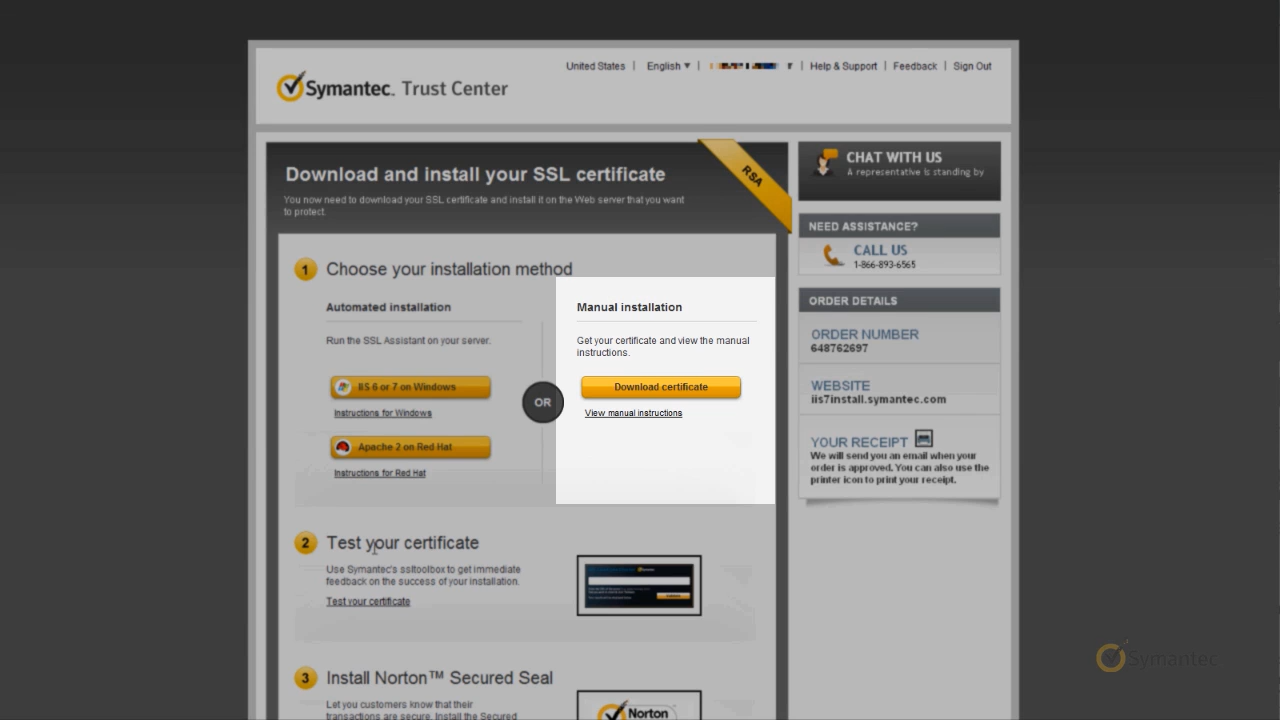 United States | English ▼ | | Help & Support | Feedback | Sign Out
Symantec™ Trust Center
Download and install your SSL certificate
You now need to download your SSL certificate and install it on the Web server that you want
to protect.
RSA
1 Choose your installation method
Automated installation
Run the SSL Assistant on your server.
IIS 6 or 7 on Windows
Instructions for Windows
Apache 2 on Red Hat
Instructions for Red Hat
OR
Manual installation
Get your certificate and view the manual
instructions.
Download certificate
View manual instructions
2 Test your certificate
Use Symantec's ssltoolbox to get immediate
feedback on the success of your installation.
Test your certificate
3 Install Norton™ Secured Seal
Let you customers know that their
transactions are secure. Install the Secured
Norton
CHAT WITH US
A representative is standing by
NEED ASSISTANCE?
CALL US
1-866-893-6565
ORDER DETAILS
ORDER NUMBER
648762697
WEBSITE
iis7install.symantec.com
YOUR RECEIPT
We will send you an email when your
order is approved. You can also use the
printer icon to print your receipt.
Symantec